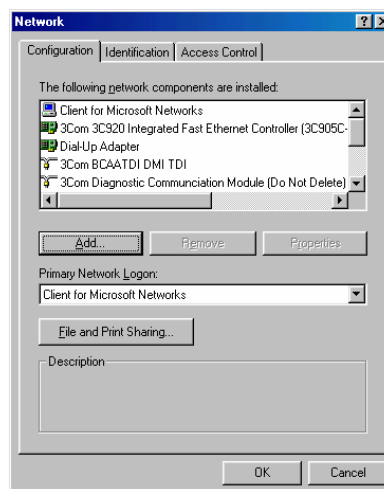 Network
Configuration Identification Access Control
The following network components are installed:
Client for Microsoft Networks
3Com 3C920 Integrated Fast Ethernet Controller (3C905C-
Dial-Up Adapter
3Com BCAATDI DMI TDI
3Com Diagnostic Communciation Module (Do Not Delete)
Add... Remove Properties
Primary Network Logon:
Client for Microsoft Networks
File and Print Sharing...
Description
OK Cancel